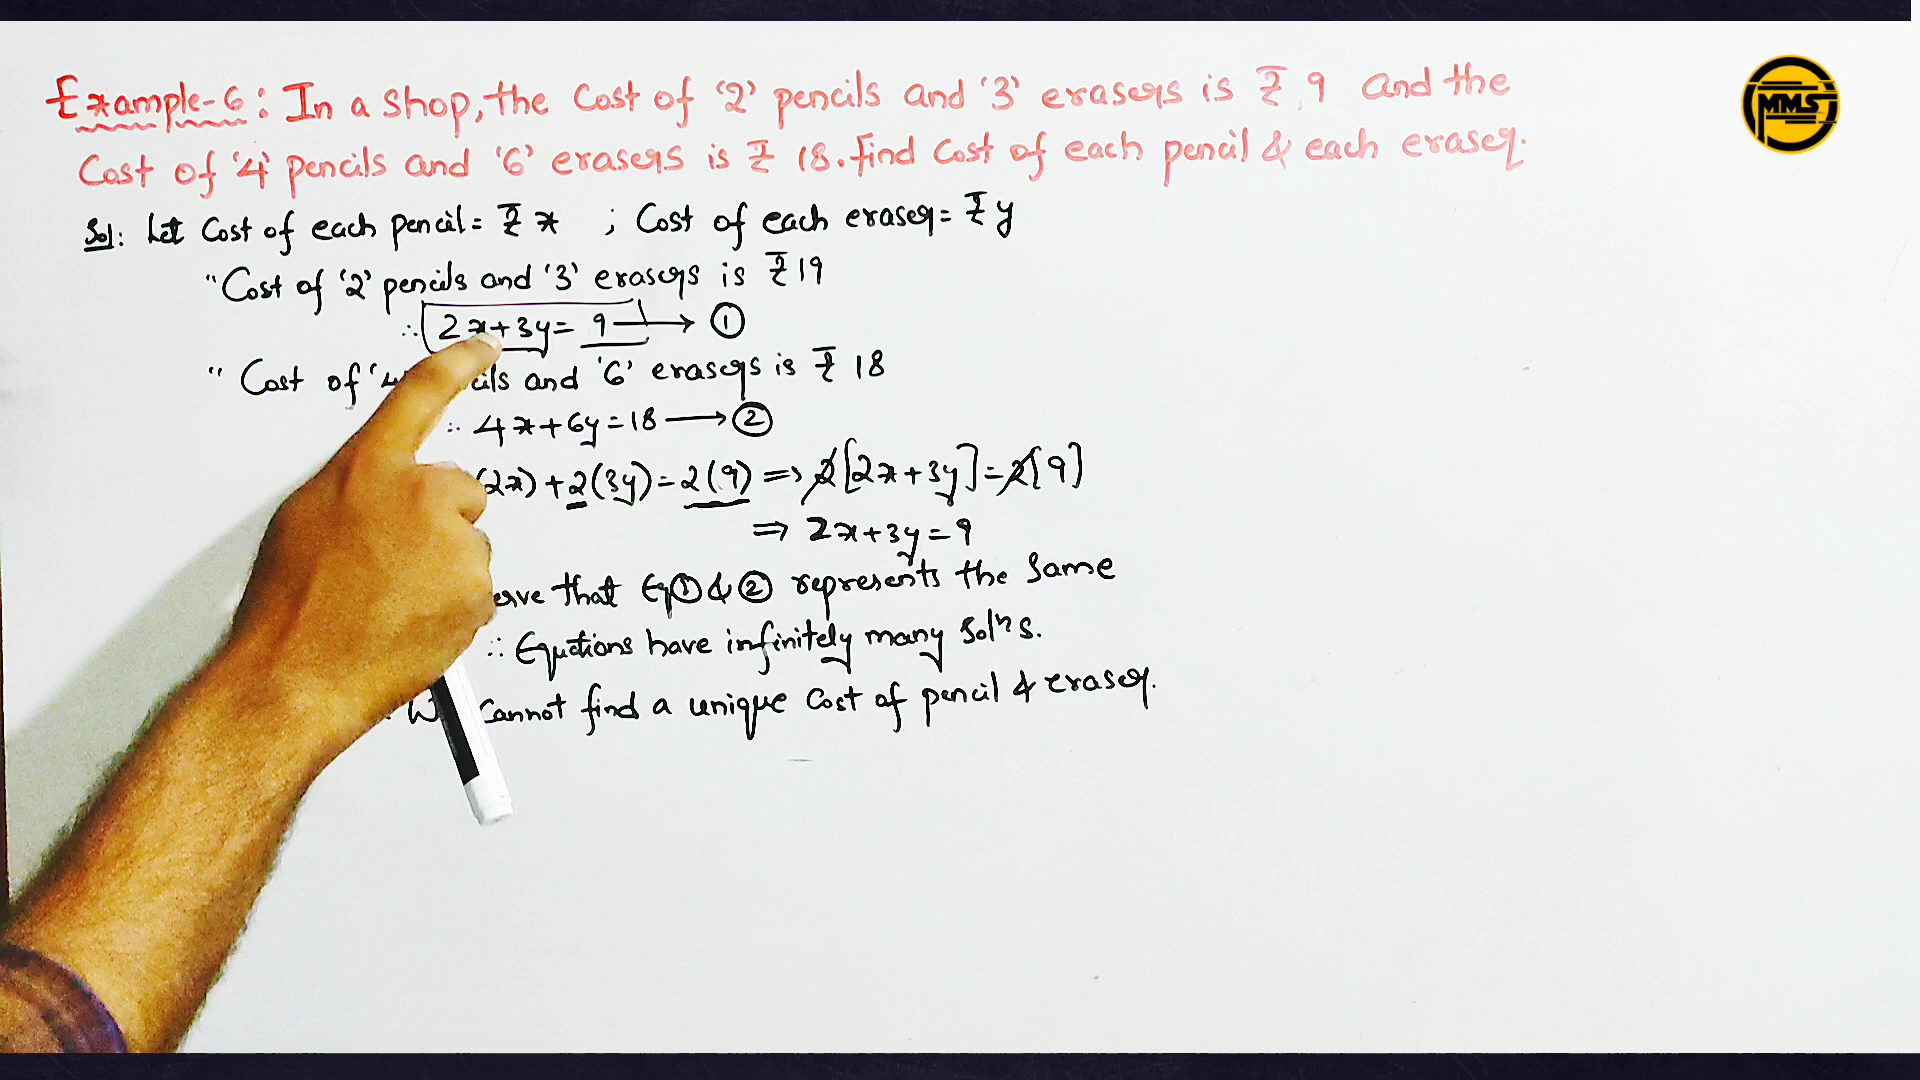 Example-6: In a shop, the Cost of '2' pencils and '3' erasers is ₹ 9 and the
Cost of '4' pencils and '6' erasers is ₹ 18. Find Cost of each pencil & each eraser.
MMS
Sol: Let Cost of each pencil = ₹ x ; Cost of each eraser = ₹ y
"Cost of '2' pencils and '3' erasers is ₹ 19
∴ 2x+3y= 9 → ①
" Cost of and '6' erasers is ₹ 18
∴ 4x+6y=18 → ②
(2x) + 2(3y) = 2(9) ⇒ 2[2x+3y] = 2[9]
⇒ 2x+3y = 9
that Eq① & ② represents the Same
∴ Equations have infinitely many Solⁿs.
Cannot find a unique Cost of pencil & eraser.